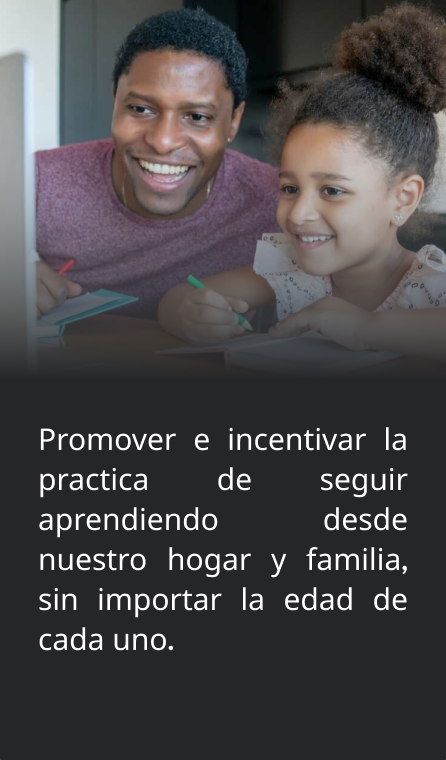 Promover e incentivar la
practica de seguir
aprendiendo desde
nuestro hogar y familia,
sin importar la edad de
cada uno.